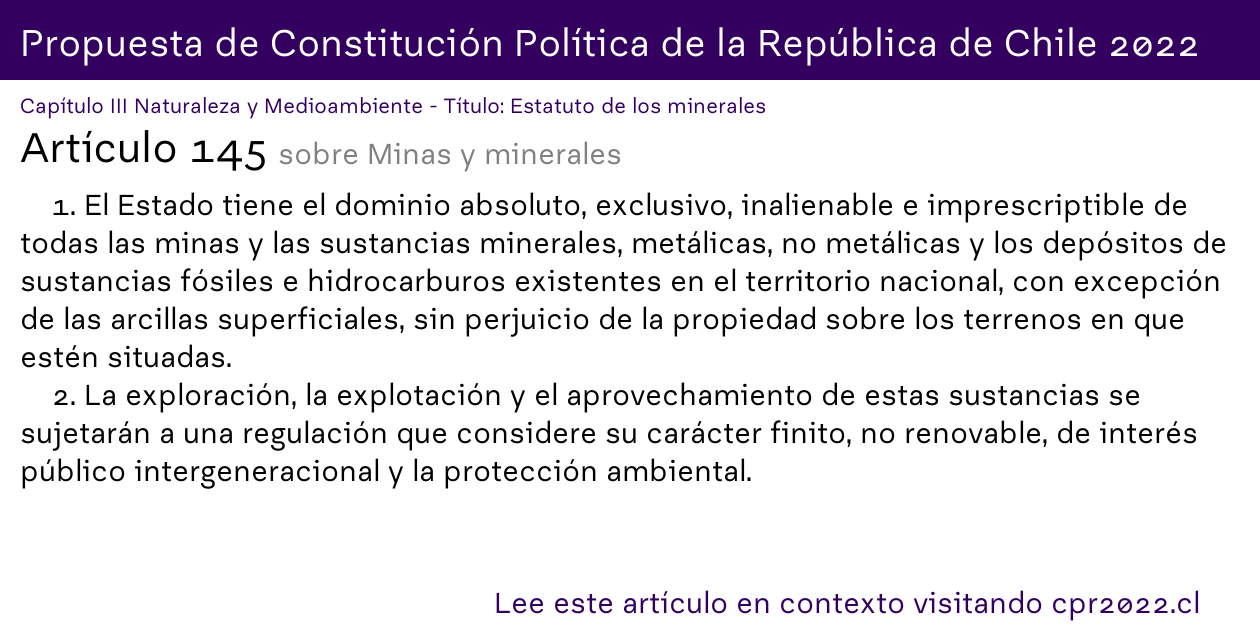 Propuesta de Constitución Política de la República de Chile 2022
Capítulo III Naturaleza y Medioambiente - Título: Estatuto de los minerales
Artículo 145 sobre Minas y minerales
1. El Estado tiene el dominio absoluto, exclusivo, inalienable e imprescriptible de
todas las minas y las sustancias minerales, metálicas, no metálicas y los depósitos de
sustancias fósiles e hidrocarburos existentes en el territorio nacional, con excepción
de las arcillas superficiales, sin perjuicio de la propiedad sobre los terrenos en que
estén situadas.
2. La exploración, la explotación y el aprovechamiento de estas sustancias se
sujetarán a una regulación que considere su carácter finito, no renovable, de interés
público intergeneracional y la protección ambiental.
Lee este artículo en contexto visitando cpr2022.cl